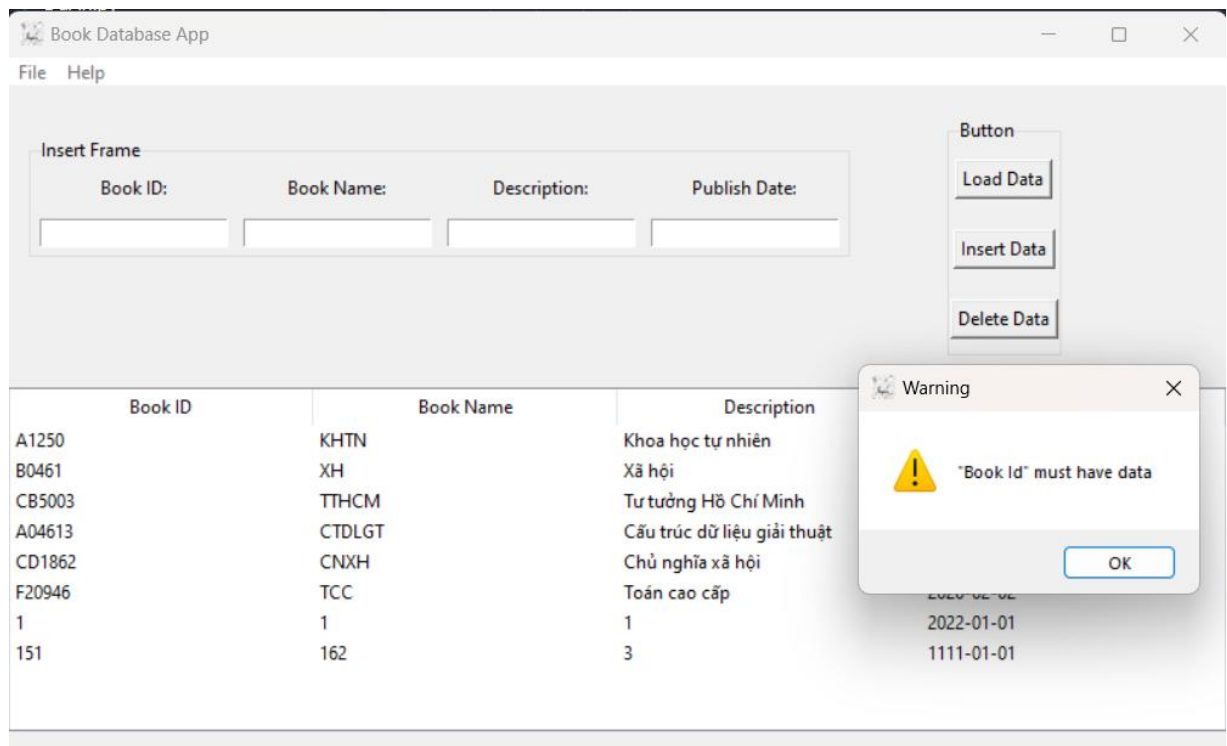 Book Database App
File Help
Button
Insert Frame
Book ID: Book Name: Description: Publish Date:
Load Data
Insert Data
Delete Data
Warning
"Book Id" must have data
OK
Book ID Book Name Description
A1250 KHTN Khoa học tự nhiên
B0461 XH Xã hội
CB5003 TTHCM Tư tưởng Hồ Chí Minh
A04613 CTDLGT Cấu trúc dữ liệu giải thuật
CD1862 CNXH Chủ nghĩa xã hội
F20946 TCC Toán cao cấp
1 1 1 2022-01-01
151 162 3 1111-01-01